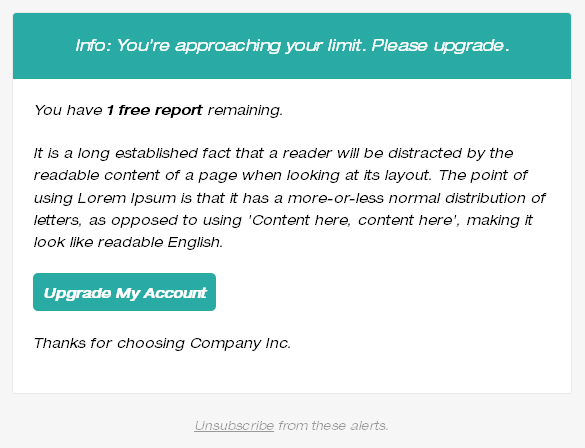 Info: You're approaching your limit. Please upgrade.
You have 1 free report remaining.
It is a long established fact that a reader will be distracted by the
readable content of a page when looking at its layout. The point of
using Lorem Ipsum is that it has a more-or-less normal distribution of
letters, as opposed to using 'Content here, content here', making it
look like readable English.
Upgrade My Account
Thanks for choosing Company Inc.
Unsubscribe from these alerts.